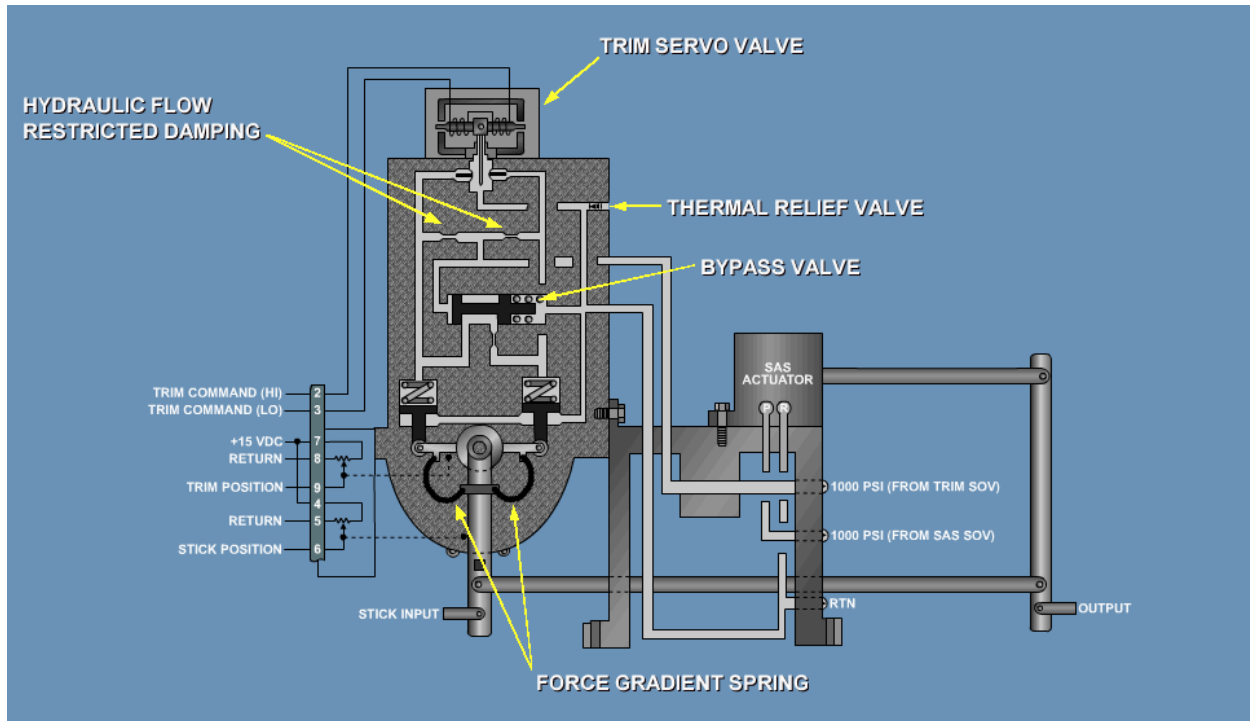 TRIM SERVO VALVE
HYDRAULIC FLOW
RESTRICTED DAMPING
THERMAL RELIEF VALVE
BYPASS VALVE
SAS
ACTUATOR
P R
TRIM COMMAND (HI) 2
TRIM COMMAND (LO) 3
+15 VDC 7
RETURN 8
TRIM POSITION 9
4
RETURN 5
STICK POSITION 6
1000 PSI (FROM TRIM SOV)
1000 PSI (FROM SAS SOV)
RTN
STICK INPUT
OUTPUT
FORCE GRADIENT SPRING